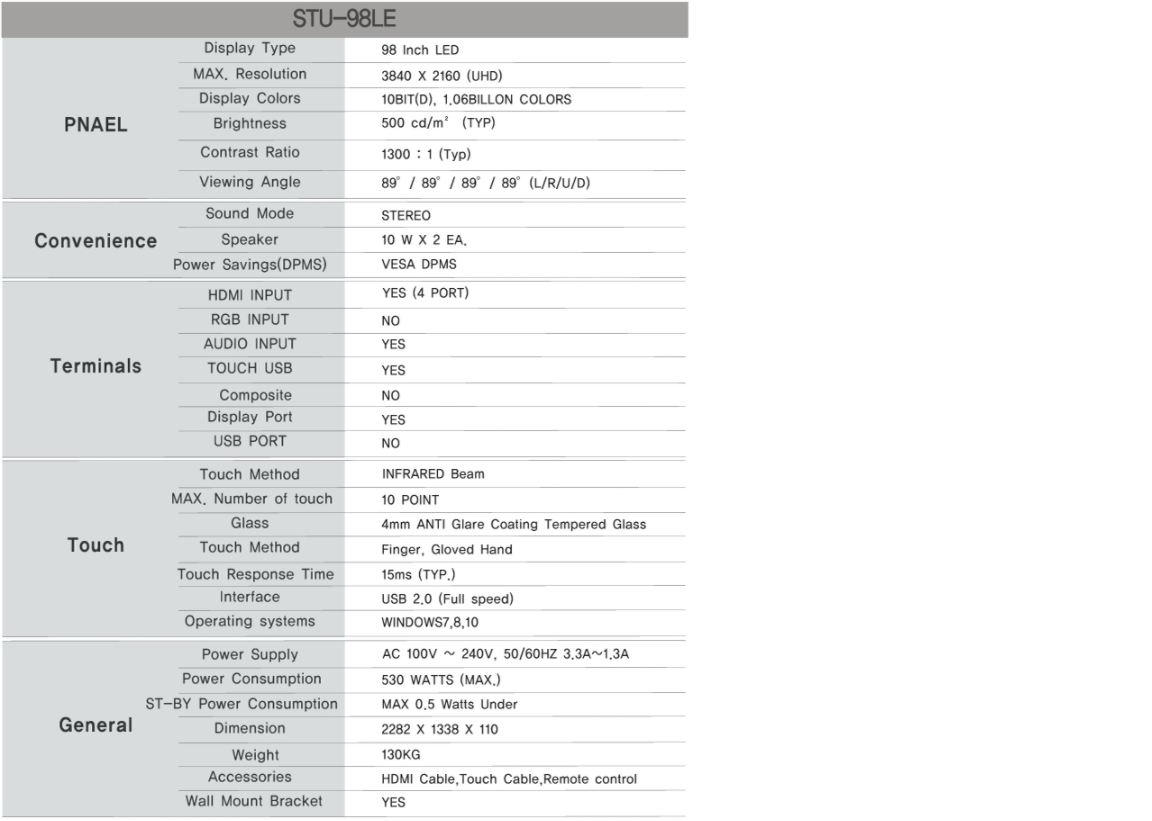 STU-98LE
PNAEL
Display Type 98 Inch LED
MAX. Resolution 3840 X 2160 (UHD)
Display Colors 10BIT(D), 1.06BILLON COLORS
Brightness 500 cd/m² (TYP)
Contrast Ratio 1300 : 1 (Typ)
Viewing Angle 89° / 89° / 89° / 89° (L/R/U/D)
Convenience
Sound Mode STEREO
Speaker 10 W X 2 EA.
Power Savings(DPMS) VESA DPMS
Terminals
HDMI INPUT YES (4 PORT)
RGB INPUT NO
AUDIO INPUT YES
TOUCH USB YES
Composite NO
Display Port YES
USB PORT NO
Touch
Touch Method INFRARED Beam
MAX. Number of touch 10 POINT
Glass 4mm ANTI Glare Coating Tempered Glass
Touch Method Finger, Gloved Hand
Touch Response Time 15ms (TYP.)
Interface USB 2.0 (Full speed)
Operating systems WINDOWS7,8,10
General
Power Supply AC 100V ~ 240V, 50/60HZ 3.3A~1.3A
Power Consumption 530 WATTS (MAX.)
ST-BY Power Consumption MAX 0.5 Watts Under
Dimension 2282 X 1338 X 110
Weight 130KG
Accessories HDMI Cable,Touch Cable,Remote control
Wall Mount Bracket YES